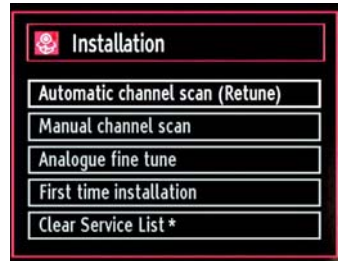 Installation
Automatic channel scan (Retune)
Manual channel scan
Analogue fine tune
First time installation
Clear Service List *